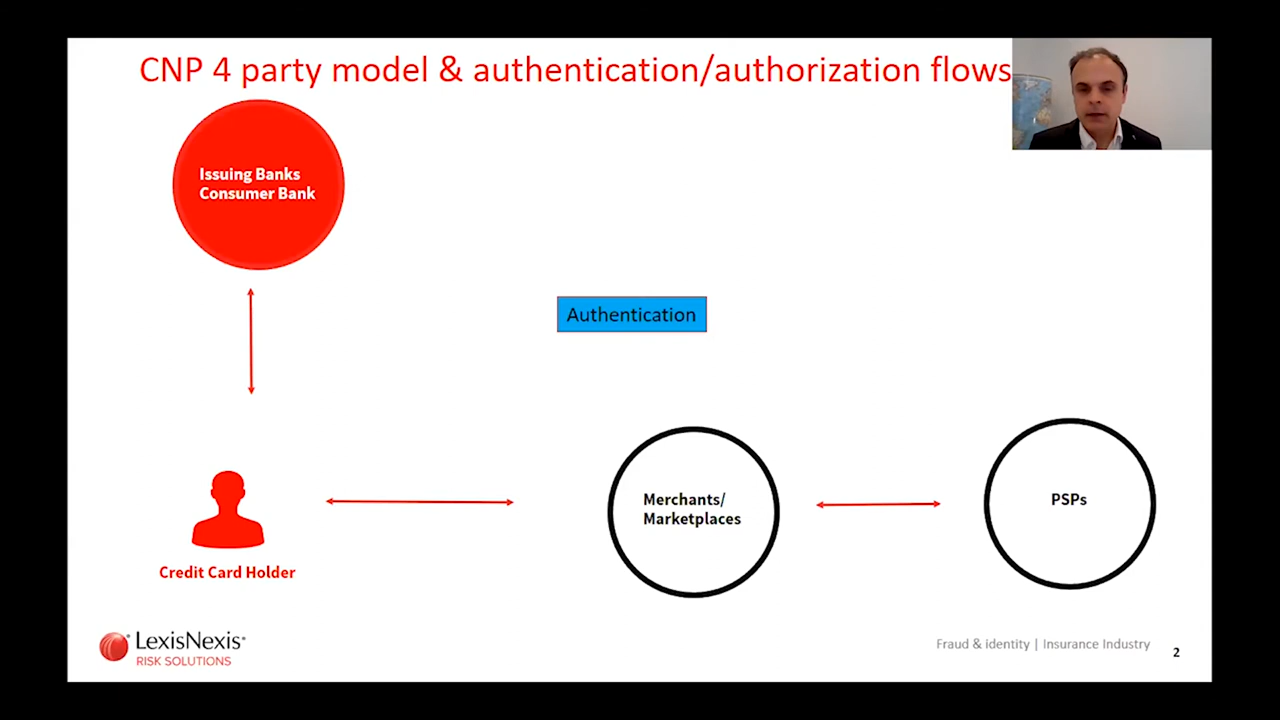 CNP 4 party model & authentication/authorization flows
Issuing Banks
Consumer Bank
Authentication
Merchants/
Marketplaces
PSPs
Credit Card Holder
LexisNexis®
RISK SOLUTIONS
Fraud & identity | Insurance Industry
2